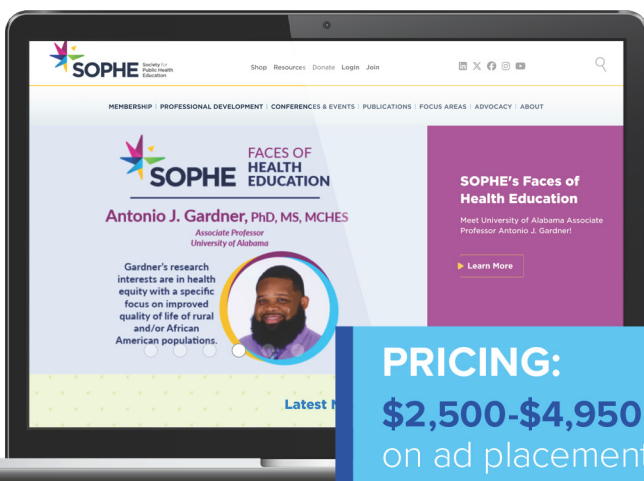 SOPHE Society for
Public Health
Education
Shop Resources Donate Login Join
MEMBERSHIP | PROFESSIONAL DEVELOPMENT | CONFERENCES & EVENTS | PUBLICATIONS | FOCUS AREAS | ADVOCACY | ABOUT
SOPHE
FACES OF
HEALTH
EDUCATION
Antonio J. Gardner, PhD, MS, MCHES
Associate Professor
University of Alabama
Gardner's research
interests are in health
equity with a specific
focus on improved
quality of life of rural
and/or African
American populations.
SOPHE's Faces of
Health Education
Meet University of Alabama Associate
Professor Antonio J. Gardner!
Learn More
Latest
PRICING:
$2,500-$4,950
on ad placement